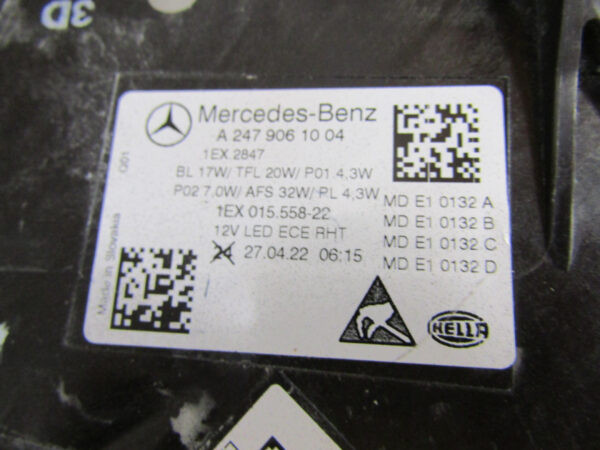 3D
Mercedes-Benz
A 247 906 10 04
1EX 2847
BL 17W/ TFL 20W/ P01 4,3W
P02 7,0W/ AFS 32W/ PL 4,3W
1EX 015.558-22
12V LED ECE RHT
24 27.04.22 06:15
MD E1 0132 A
MD E1 0132 B
MD E1 0132 C
MD E1 0132 D
G01
Made in Slovakia
HELLA